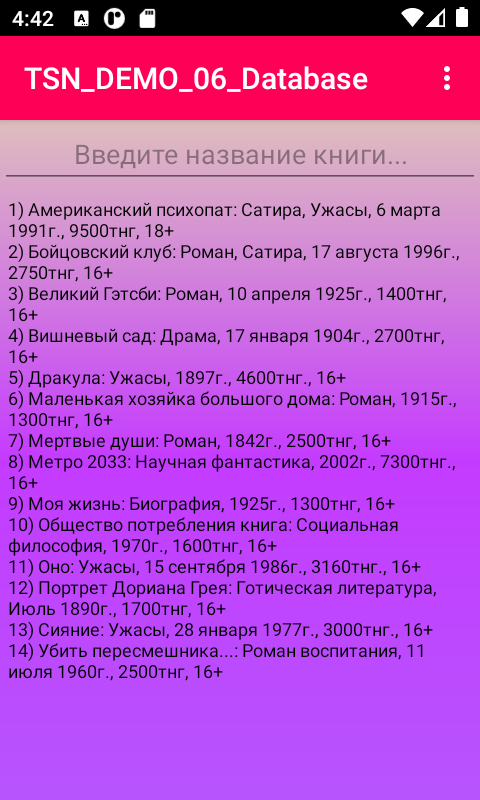 4:42
TSN_DEMO_06_Database
Введите название книги...
1) Американский психопат: Сатира, Ужасы, 6 марта
1991г., 9500тнг, 18+
2) Бойцовский клуб: Роман, Сатира, 17 августа 1996г.,
2750тнг, 16+
3) Великий Гэтсби: Роман, 10 апреля 1925г., 1400тнг,
16+
4) Вишневый сад: Драма, 17 января 1904г., 2700тнг,
16+
5) Дракула: Ужасы, 1897г., 4600тнг., 16+
6) Маленькая хозяйка большого дома: Роман, 1915г.,
1300тнг, 16+
7) Мертвые души: Роман, 1842г., 2500тнг, 16+
8) Метро 2033: Научная фантастика, 2002г., 7300тнг.,
16+
9) Моя жизнь: Биография, 1925г., 1300тнг, 16+
10) Общество потребления книга: Социальная
философия, 1970г., 1600тнг, 16+
11) Оно: Ужасы, 15 сентября 1986г., 3160тнг., 16+
12) Портрет Дориана Грея: Готическая литература,
Июль 1890г., 1700тнг, 16+
13) Сияние: Ужасы, 28 января 1977г., 3000тнг., 16+
14) Убить пересмешника...: Роман воспитания, 11
июля 1960г., 2500тнг, 16+